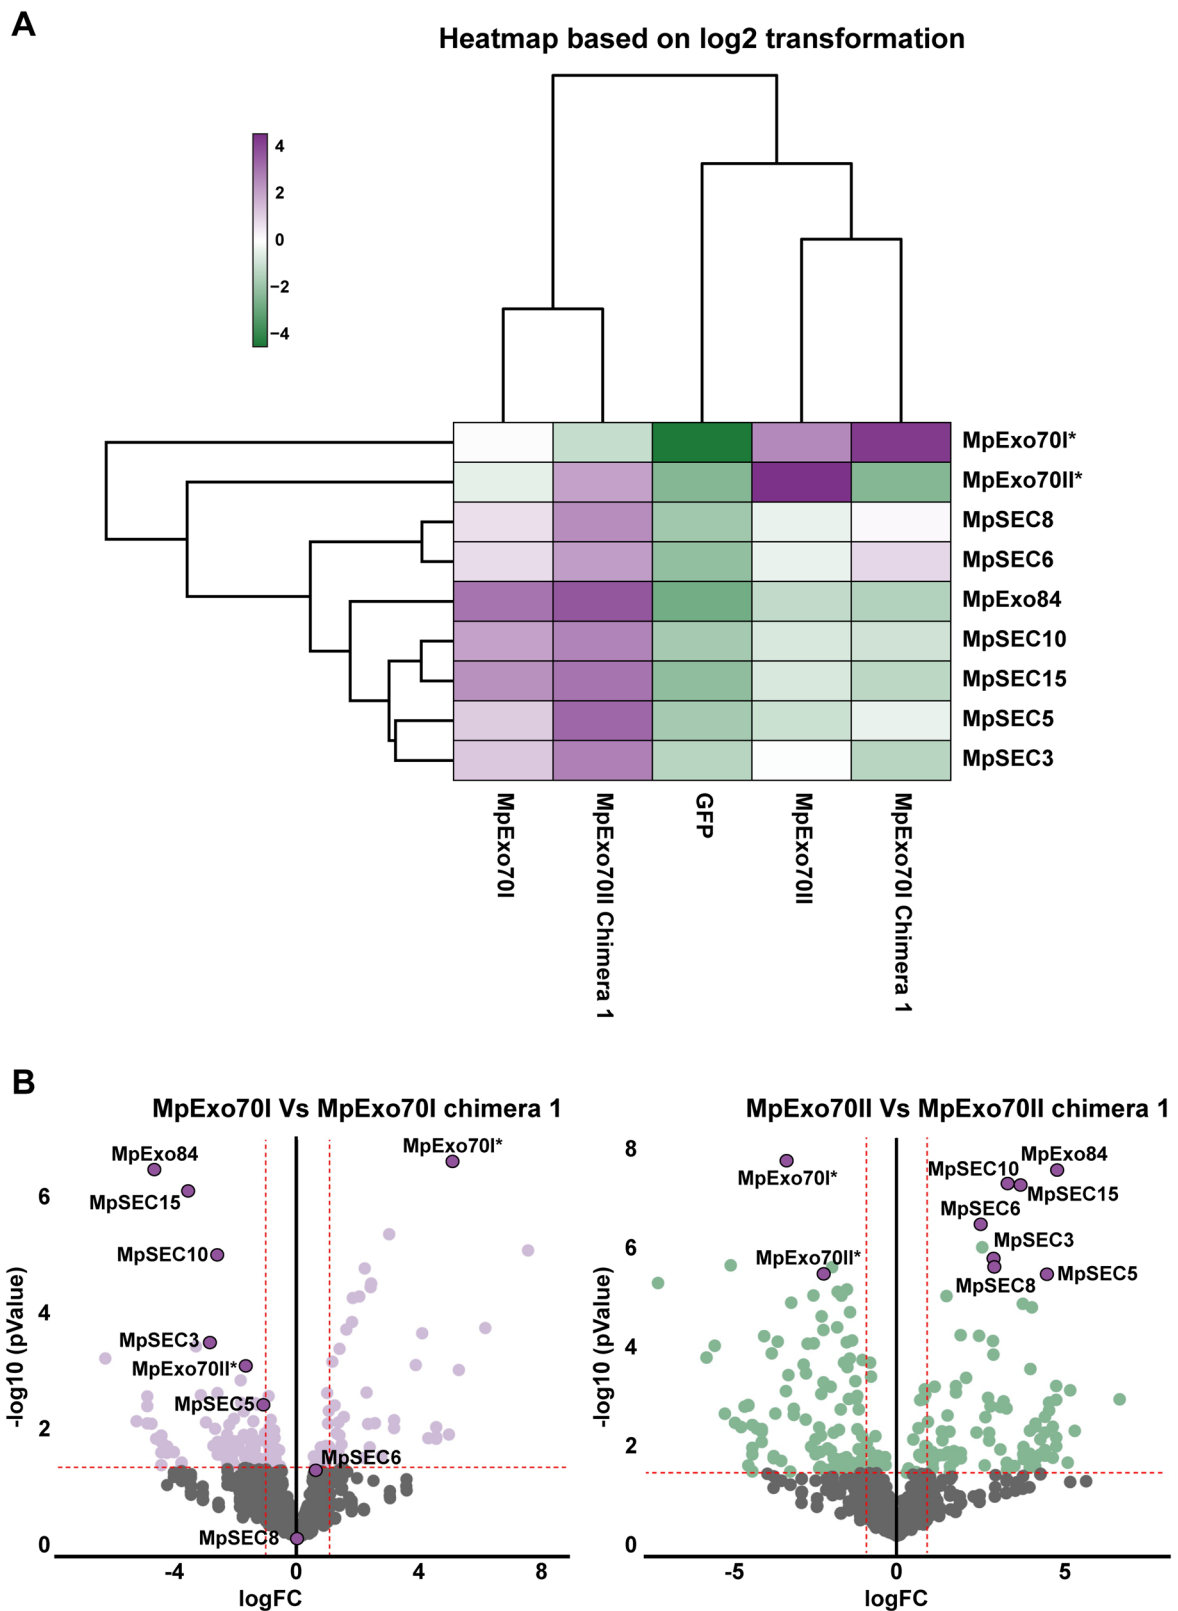 A
Heatmap based on log2 transformation
4
2
0
−2
−4
MpExo70I*
MpExo70II*
MpSEC8
MpSEC6
MpExo84
MpSEC10
MpSEC15
MpSEC5
MpSEC3
MpExo70I
MpExo70II Chimera 1
GFP
MpExo70II
MpExo70I Chimera 1
B
MpExo70I Vs MpExo70I chimera 1
-log10 (pValue)
6
4
2
0
MpExo84
MpExo70I*
MpSEC15
MpSEC10
MpSEC3
MpExo70II*
MpSEC5
MpSEC6
MpSEC8
-4
0
4
8
logFC
MpExo70II Vs MpExo70II chimera 1
-log10 (pValue)
8
6
4
2
0
MpExo84
MpSEC10
MpExo70I*
MpSEC15
MpSEC6
MpSEC3
MpExo70II*
MpSEC5
MpSEC8
-5
0
5
logFC